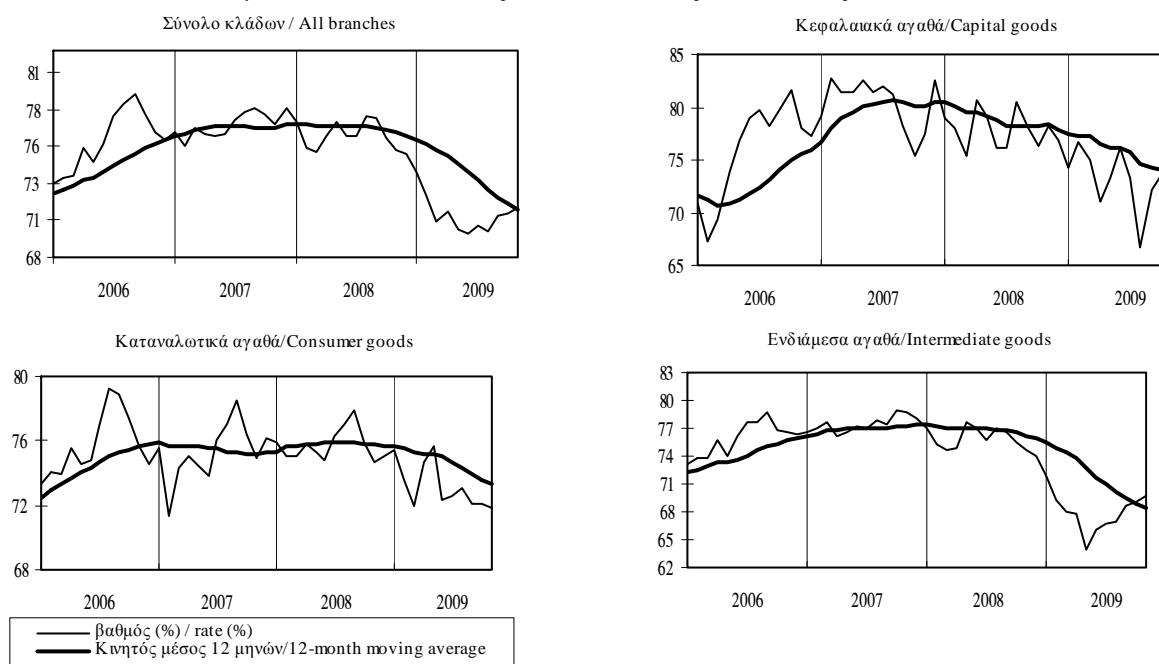 Σύνολο κλάδων / All branches
81
78
76
73
71
68
2006 2007 2008 2009
Κεφαλαιακά αγαθά/Capital goods
85
80
75
70
65
2006 2007 2008 2009
Καταναλωτικά αγαθά/Consumer goods
80
76
72
68
2006 2007 2008 2009
Ενδιάμεσα αγαθά/Intermediate goods
83
80
77
74
71
68
65
62
2006 2007 2008 2009
βαθμός (%) / rate (%)
Κινητός μέσος 12 μηνών/12-month moving average